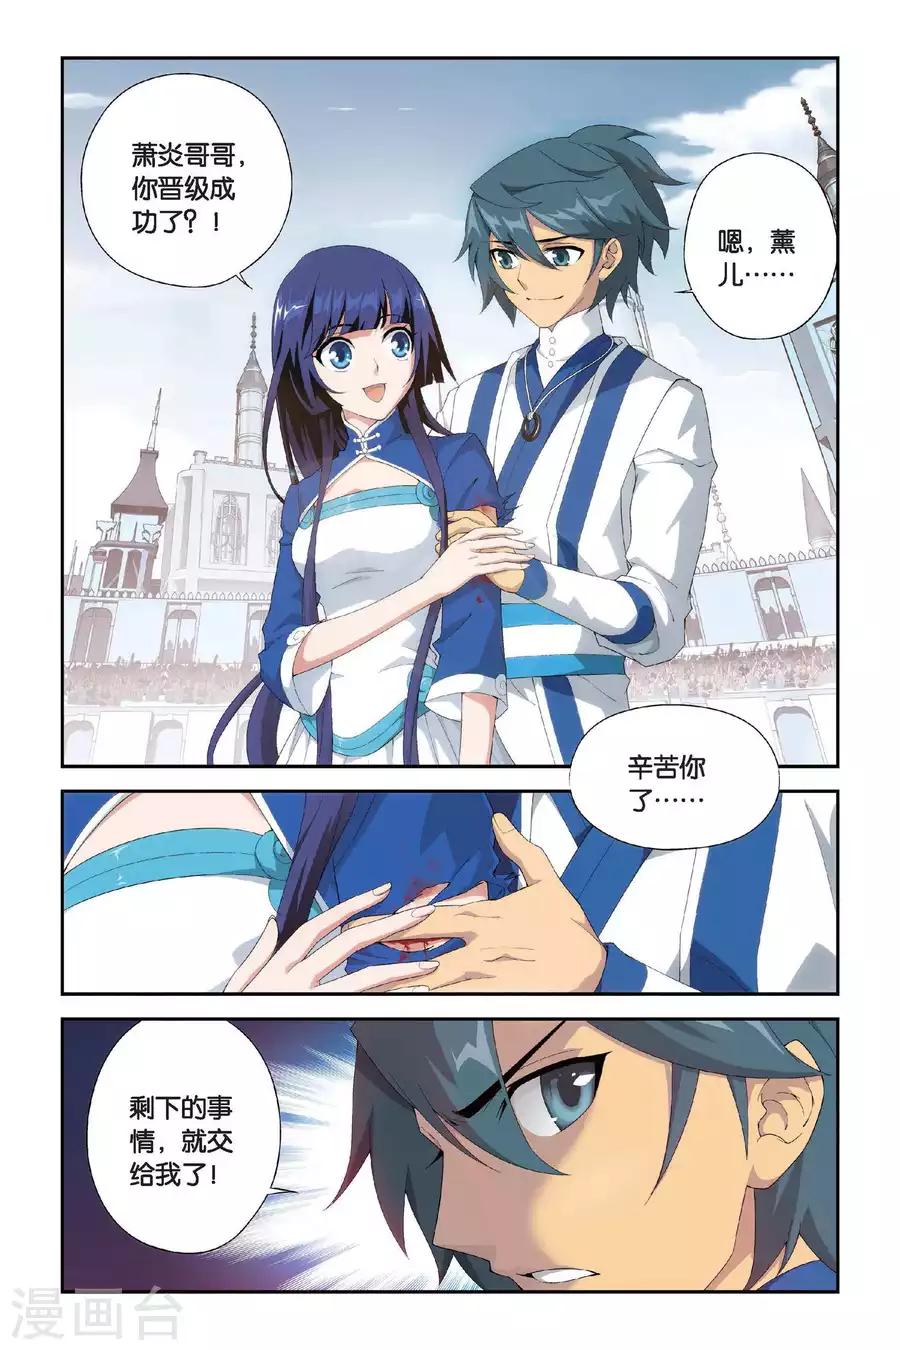 萧炎哥哥，
你晋级成
功了？！
嗯，薰
儿……
辛苦你
了……
剩下的事
情，就交
给我了！
漫画台